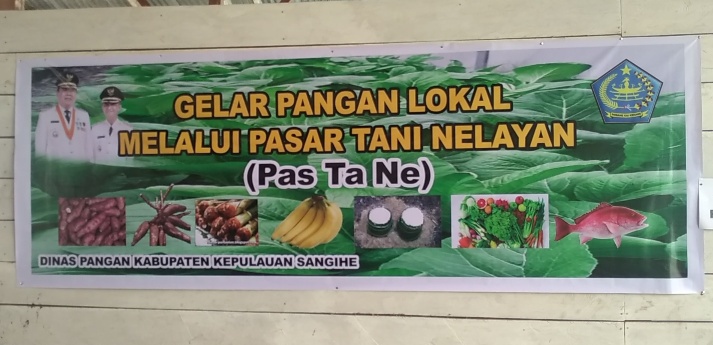 GELAR PANGAN LOKAL
MELALUI PASAR TANI NELAYAN
(Pas Ta Ne)
DINAS PANGAN KABUPATEN KEPULAUAN SANGIHE